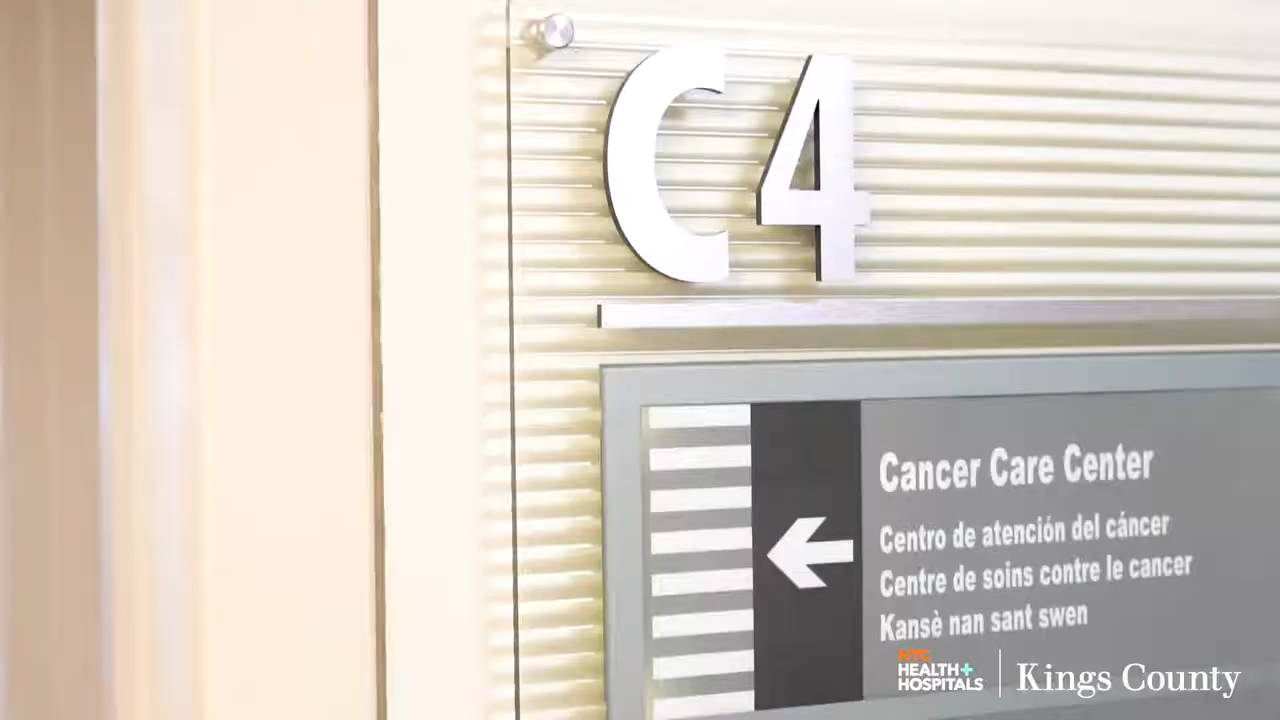 C4
Cancer Care Center
Centro de atención del cáncer
Centre de soins contre le cancer
Kansè nan sant swen
NYC
HEALTH+
HOSPITALS
Kings County